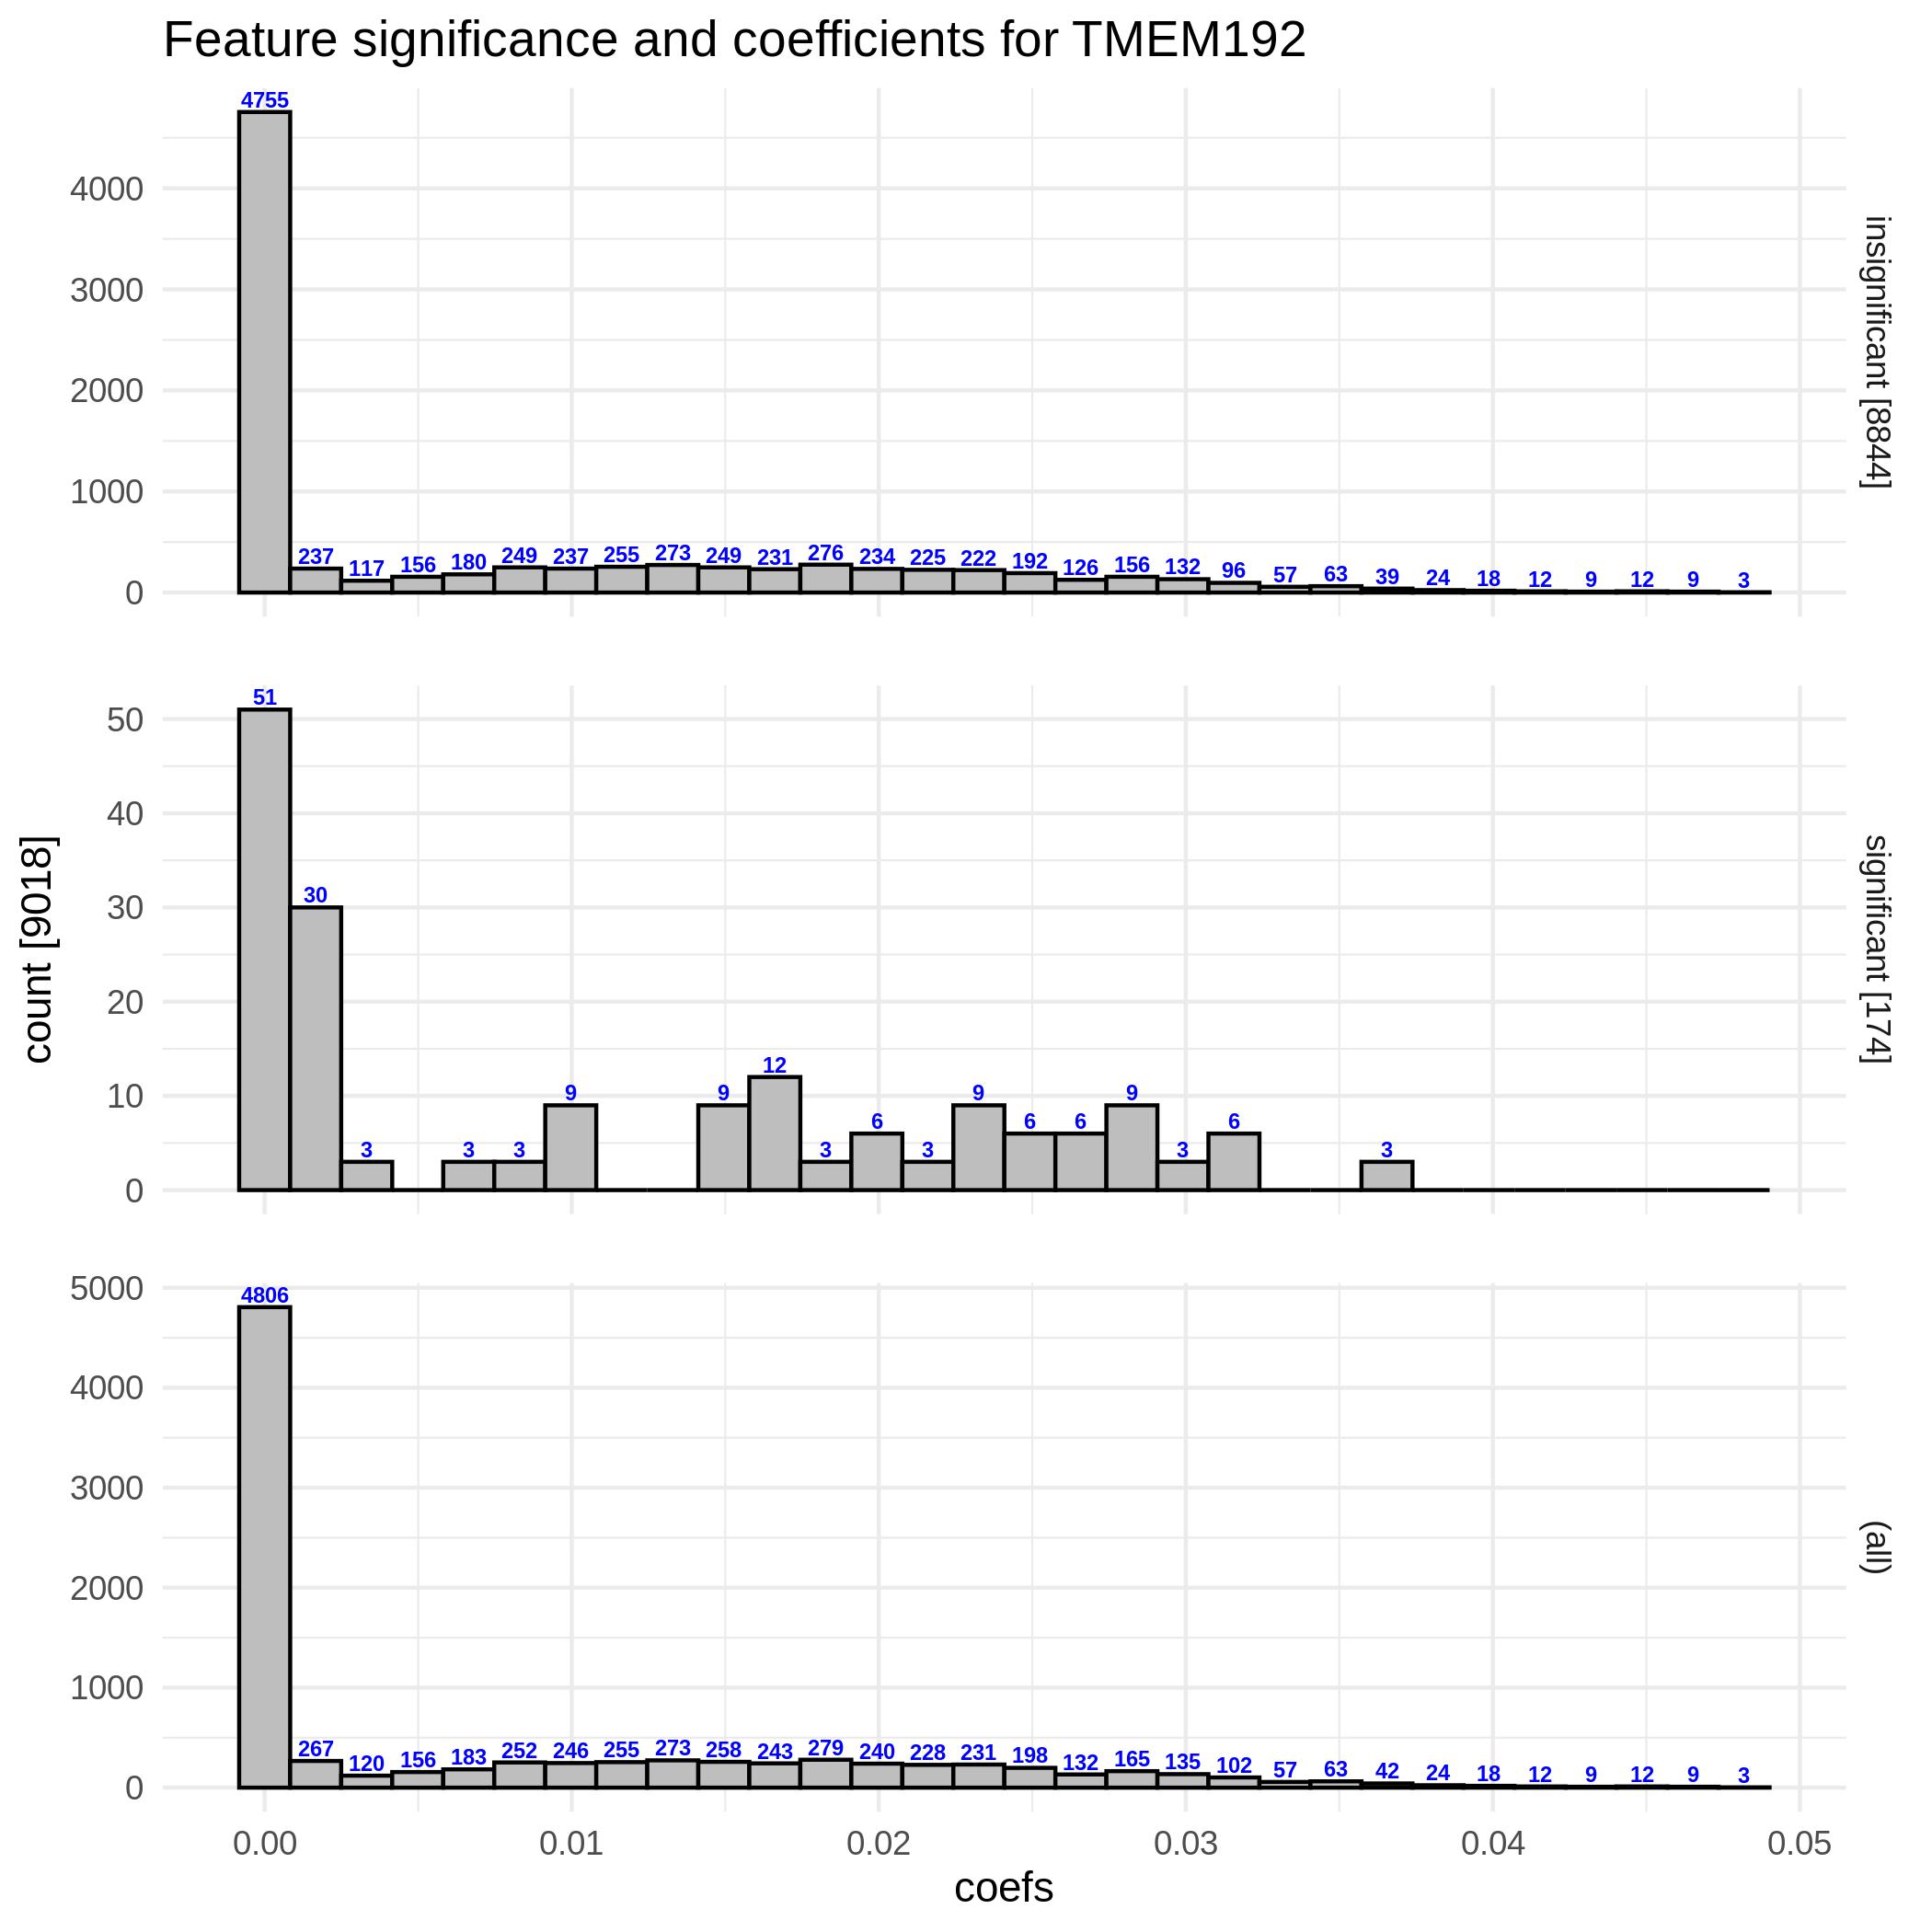 Feature significance and coefficients for TMEM192
4755
4000
3000
2000
1000
0
237 117 156 180 249 237 255 273 249 231 276 234 225 222 192 126 156 132 96 57 63 39 24 18 12 9 12 9 3
insignificant [8844]
count [9018]
51
50
40
30
20
10
0
30
3 3 3 9 9 12 3 6 3 9 6 6 9 3 6 3
significant [174]
5000
4806
4000
3000
2000
1000
0
267 120 156 183 252 246 255 273 258 243 279 240 228 231 198 132 165 135 102 57 63 42 24 18 12 9 12 9 3
(all)
0.00 0.01 0.02 0.03 0.04 0.05
coefs